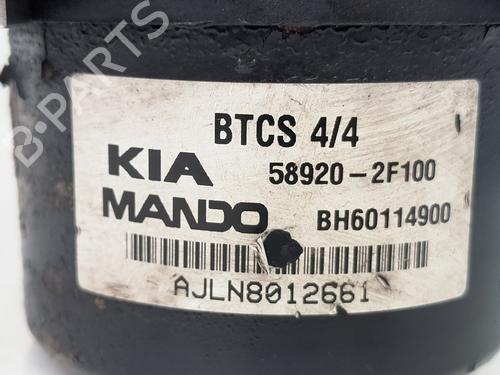 BTCS 4/4
KIA 58920-2F100
MANDO BH60114900
AJLN8012661
B-PARTS